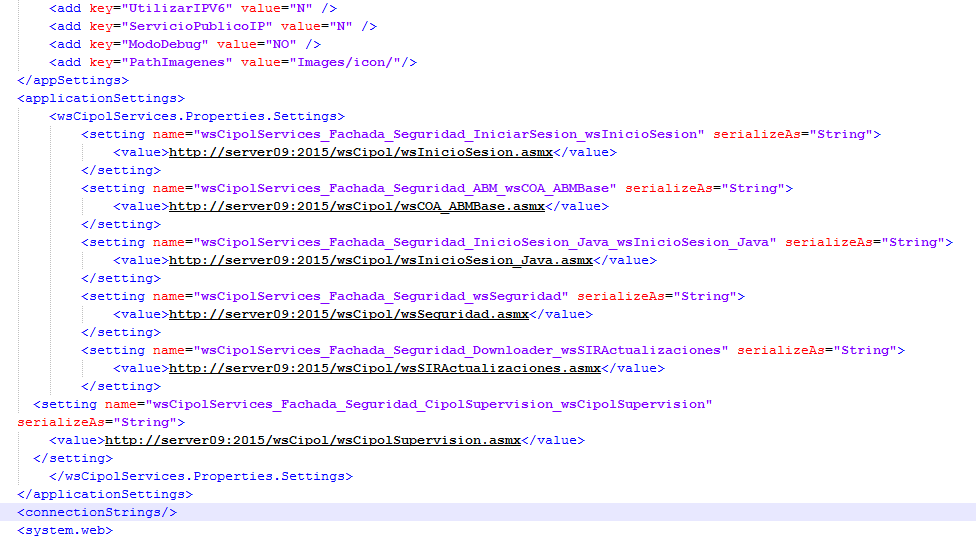 <add key="UtilizarIPV6" value="N" />
<add key="ServicioPublicoIP" value="N" />
<add key="ModoDebug" value="NO" />
<add key="PathImagenes" value="Images/icon/"/>
</appSettings>
<applicationSettings>
<wsCipolServices.Properties.Settings>
<setting name="wsCipolServices_Fachada_Seguridad_IniciarSesion_wsInicioSesion" serializeAs="String">
<value>http://server09:2015/wsCipol/wsInicioSesion.asmx</value>
</setting>
<setting name="wsCipolServices_Fachada_Seguridad_ABM_wsCOA_ABMBase" serializeAs="String">
<value>http://server09:2015/wsCipol/wsCOA_ABMBase.asmx</value>
</setting>
<setting name="wsCipolServices_Fachada_Seguridad_InicioSesion_Java_wsInicioSesion_Java" serializeAs="String">
<value>http://server09:2015/wsCipol/wsInicioSesion_Java.asmx</value>
</setting>
<setting name="wsCipolServices_Fachada_Seguridad_wsSeguridad" serializeAs="String">
<value>http://server09:2015/wsCipol/wsSeguridad.asmx</value>
</setting>
<setting name="wsCipolServices_Fachada_Seguridad_Downloader_wsSIRActualizaciones" serializeAs="String">
<value>http://server09:2015/wsCipol/wsSIRActualizaciones.asmx</value>
</setting>
<setting name="wsCipolServices_Fachada_Seguridad_CipolSupervision_wsCipolSupervision"
serializeAs="String">
<value>http://server09:2015/wsCipol/wsCipolSupervision.asmx</value>
</setting>
</wsCipolServices.Properties.Settings>
</applicationSettings>
<connectionStrings/>
<system.web>